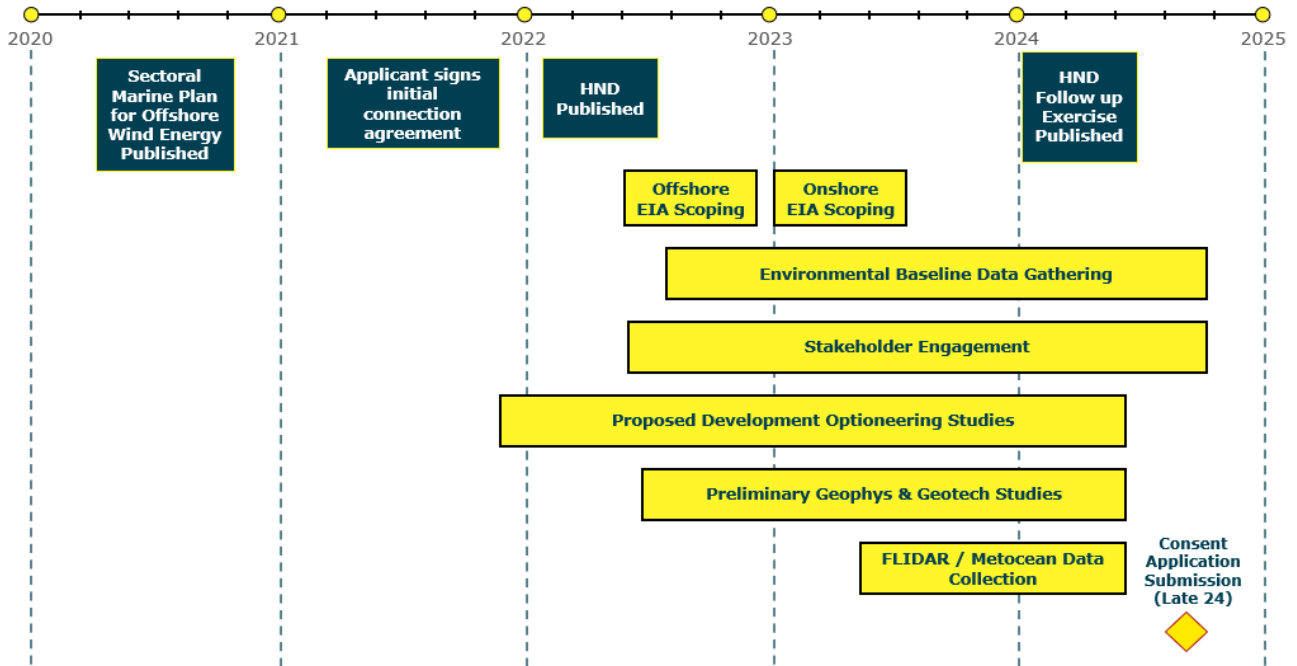 2020
2021
2022
2023
2024
2025
Sectoral
Marine Plan
for Offshore
Wind Energy
Published
Applicant signs
initial
connection
agreement
HND
Published
HND
Follow up
Exercise
Published
Offshore
EIA Scoping
Onshore
EIA Scoping
Environmental Baseline Data Gathering
Stakeholder Engagement
Proposed Development Optioneering Studies
Preliminary Geophys & Geotech Studies
FLIDAR / Metocean Data
Collection
Consent
Application
Submission
(Late 24)